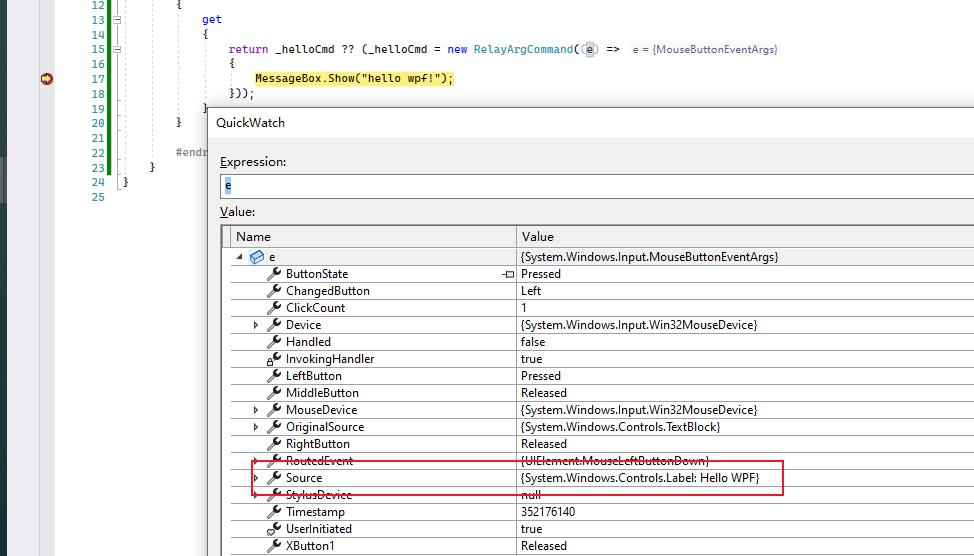 12 {
13 get
14 {
15 return _helloCmd ?? (_helloCmd = new RelayArgCommand((e) => e = {MouseButtonEventArgs}
16 {
17 MessageBox.Show("hello wpf!");
18 }));
19 }
20 }
21
22 #endr
23 }
24 }
25
QuickWatch
Expression:
e
Value:
Name Value
e {System.Windows.Input.MouseButtonEventArgs}
ButtonState Pressed
ChangedButton Left
ClickCount 1
Device {System.Windows.Input.Win32MouseDevice}
Handled false
InvokingHandler true
LeftButton Pressed
MiddleButton Released
MouseDevice {System.Windows.Input.Win32MouseDevice}
OriginalSource {System.Windows.Controls.TextBlock}
RightButton Released
RoutedEvent {UIElement.MouseLeftButtonDown}
Source {System.Windows.Controls.Label: Hello WPF}
StylusDevice null
Timestamp 352176140
UserInitiated true
XButton1 Released